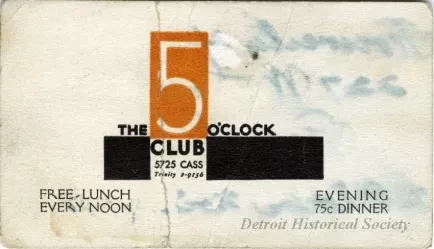 THE 5 O'CLOCK
CLUB
5725 CASS
Trinity 2-9156
FREE LUNCH
EVERY NOON
EVENING
75c DINNER
Detroit Historical Society